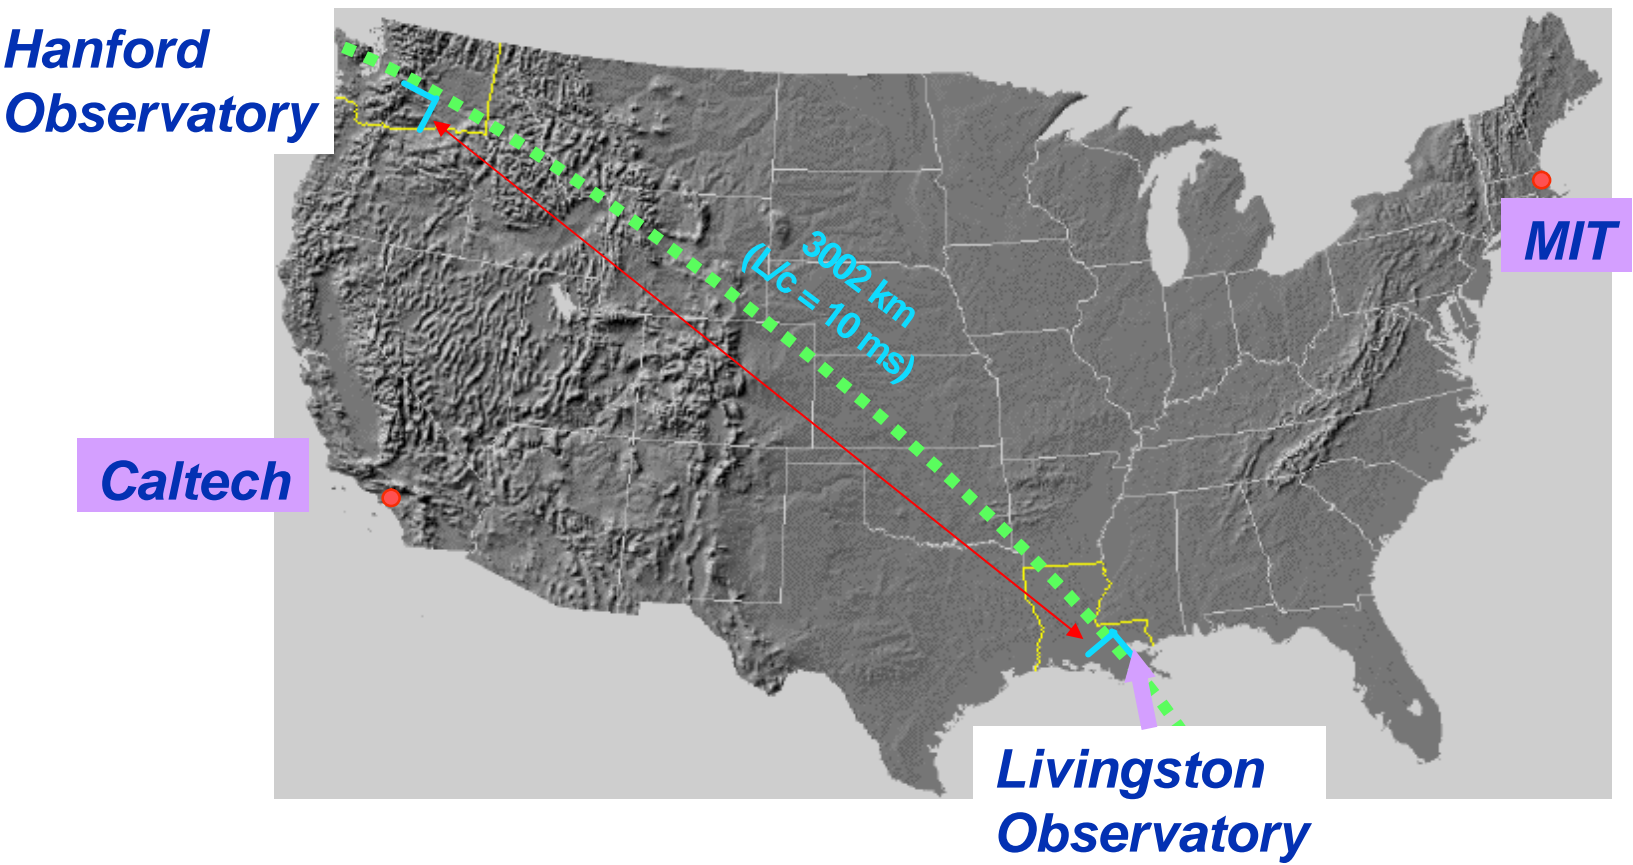 Hanford
Observatory
3002 km
(L/c = 10 ms)
MIT
Caltech
Livingston
Observatory